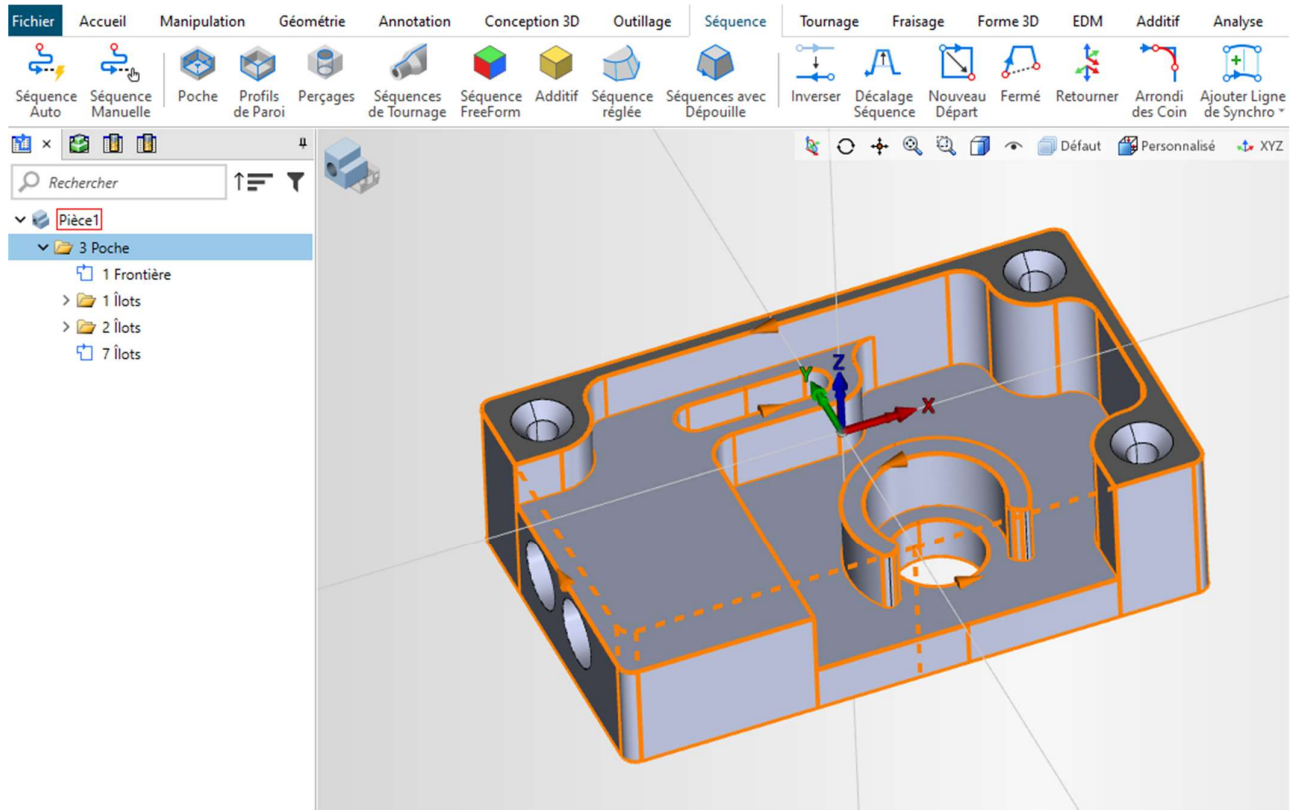 Fichier Accueil Manipulation Géométrie Annotation Conception 3D Outillage Séquence Tournage Fraisage Forme 3D EDM Additif Analyse
Séquence Auto
Séquence Manuelle
Poche
Profils de Paroi
Perçages
Séquences de Tournage
Séquence FreeForm
Additif
Séquence réglée
Séquences avec Dépouille
Inverser
Décalage Séquence
Nouveau Départ
Fermé
Retourner
Arrondi des Coin
Ajouter Ligne de Synchro
Défaut Personnalisé XYZ
Rechercher
Pièce1
3 Poche
1 Frontière
1 Îlots
2 Îlots
7 Îlots
Z
Y
X